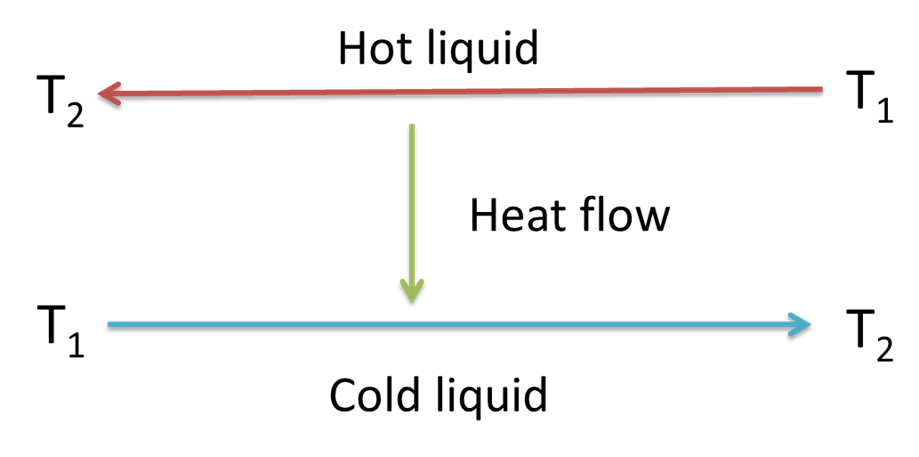 Hot liquid
T₂
T₁
Heat flow
T₁
T₂
Cold liquid